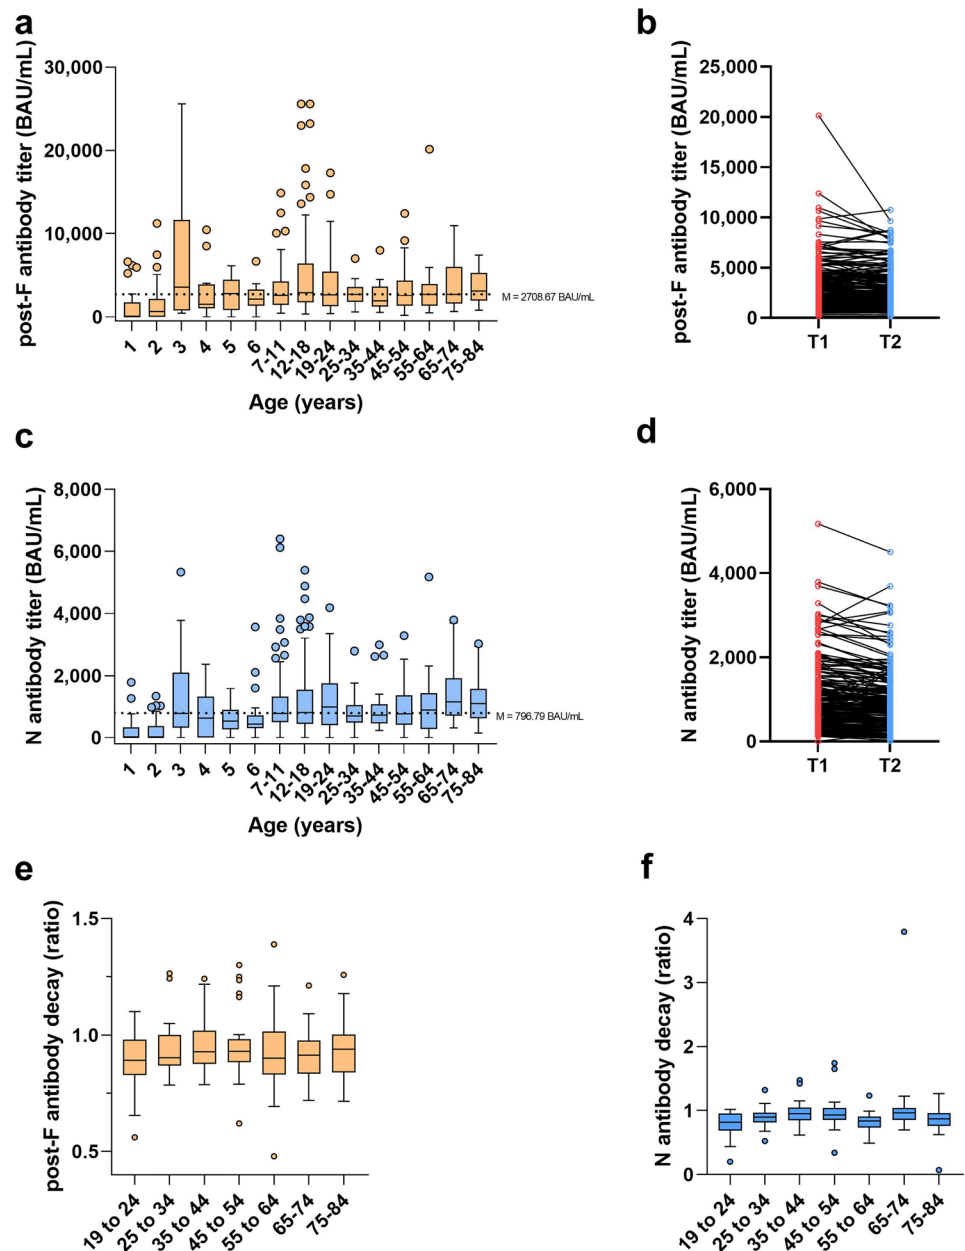 a
post-F antibody titer (BAU/mL)
30,000
20,000
10,000
0
M = 2708.67 BAU/mL
1
2
3
4
5
6
7-11
12-18
19-24
25-34
35-44
45-54
55-64
65-74
75-84
Age (years)
b
post-F antibody titer (BAU/mL)
25,000
20,000
15,000
10,000
5,000
0
T1
T2
c
N antibody titer (BAU/mL)
8,000
6,000
4,000
2,000
0
M = 796.79 BAU/mL
1
2
3
4
5
6
7-11
12-18
19-24
25-34
35-44
45-54
55-64
65-74
75-84
Age (years)
d
N antibody titer (BAU/mL)
6,000
4,000
2,000
0
T1
T2
e
post-F antibody decay (ratio)
1.5
1.0
0.5
19 to 24
25 to 34
35 to 44
45 to 54
55 to 64
65-74
75-84
f
N antibody decay (ratio)
4
3
2
1
0
19 to 24
25 to 34
35 to 44
45 to 54
55 to 64
65-74
75-84